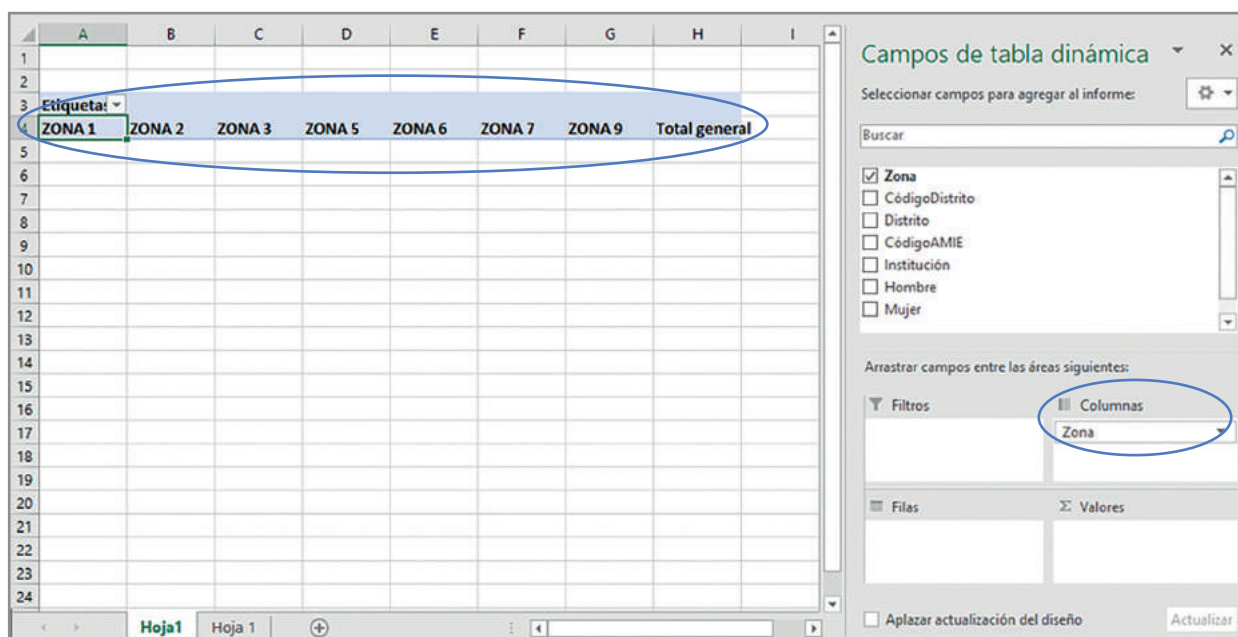 A B C D E F G H I
1
2
3 Etiquetas
4 ZONA 1 ZONA 2 ZONA 3 ZONA 5 ZONA 6 ZONA 7 ZONA 9 Total general
5
6
7
8
9
10
11
12
13
14
15
16
17
18
19
20
21
22
23
24
Hoja1 Hoja 1
Campos de tabla dinámica
Seleccionar campos para agregar al informe:
Buscar
Zona
CódigoDistrito
Distrito
CódigoAMIE
Institución
Hombre
Mujer
Arrastrar campos entre las áreas siguientes:
Filtros
Columnas
Zona
Filas
Σ Valores
Aplazar actualización del diseño
Actualizar